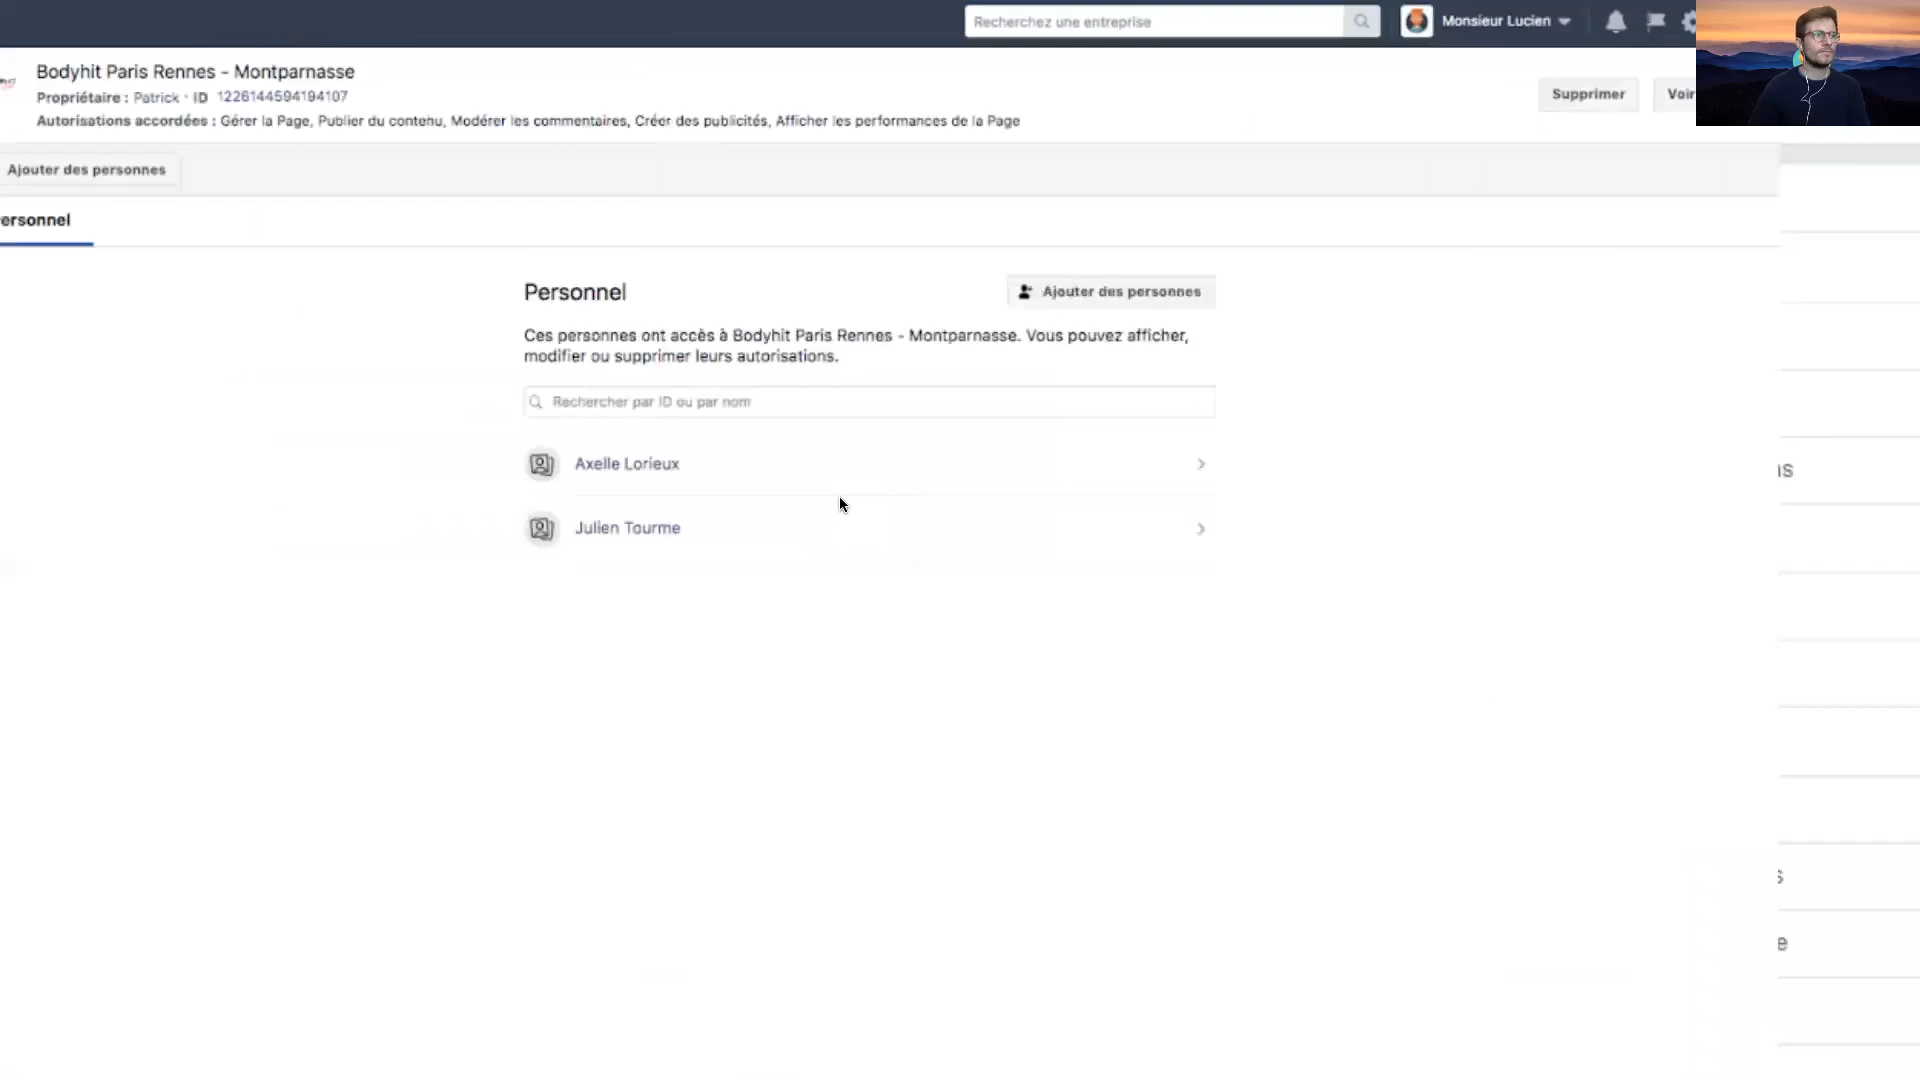 Recherchez une entreprise
Monsieur Lucien
Bodyhit Paris Rennes - Montparnasse
Propriétaire : Patrick · ID 1226144594194107
Supprimer
Voir
Autorisations accordées : Gérer la Page, Publier du contenu, Modérer les commentaires, Créer des publicités, Afficher les performances de la Page
Ajouter des personnes
ersonnel
Personnel
Ajouter des personnes
Ces personnes ont accès à Bodyhit Paris Rennes - Montparnasse. Vous pouvez afficher,
modifier ou supprimer leurs autorisations.
Rechercher par ID ou par nom
Axelle Lorieux
Julien Tourme
s
e